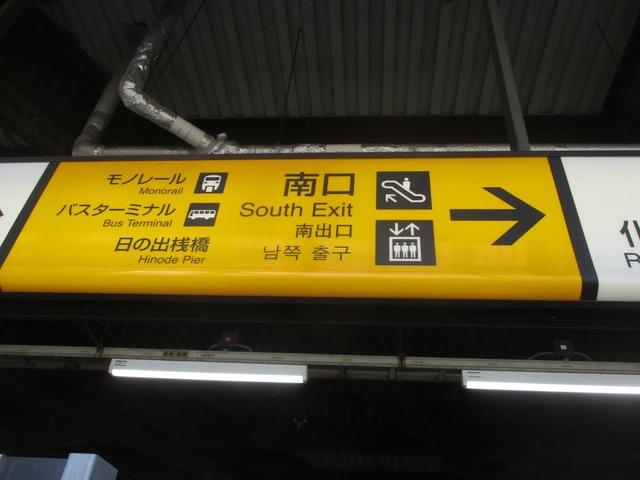 モノレール
Monorail
バスターミナル
Bus Terminal
日の出桟橋
Hinode Pier
南口
South Exit
南出口
남쪽 출구